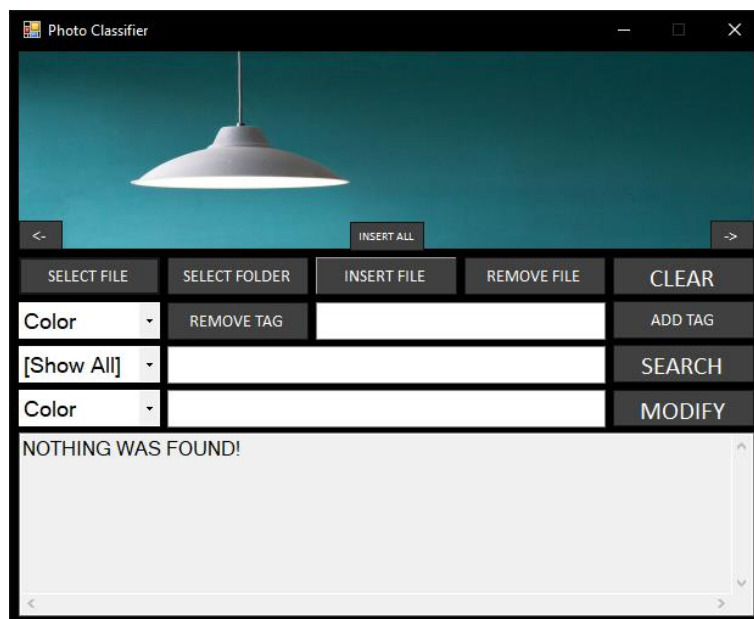 Photo Classifier
<- INSERT ALL ->
SELECT FILE SELECT FOLDER INSERT FILE REMOVE FILE CLEAR
Color REMOVE TAG ADD TAG
[Show All] SEARCH
Color MODIFY
NOTHING WAS FOUND!